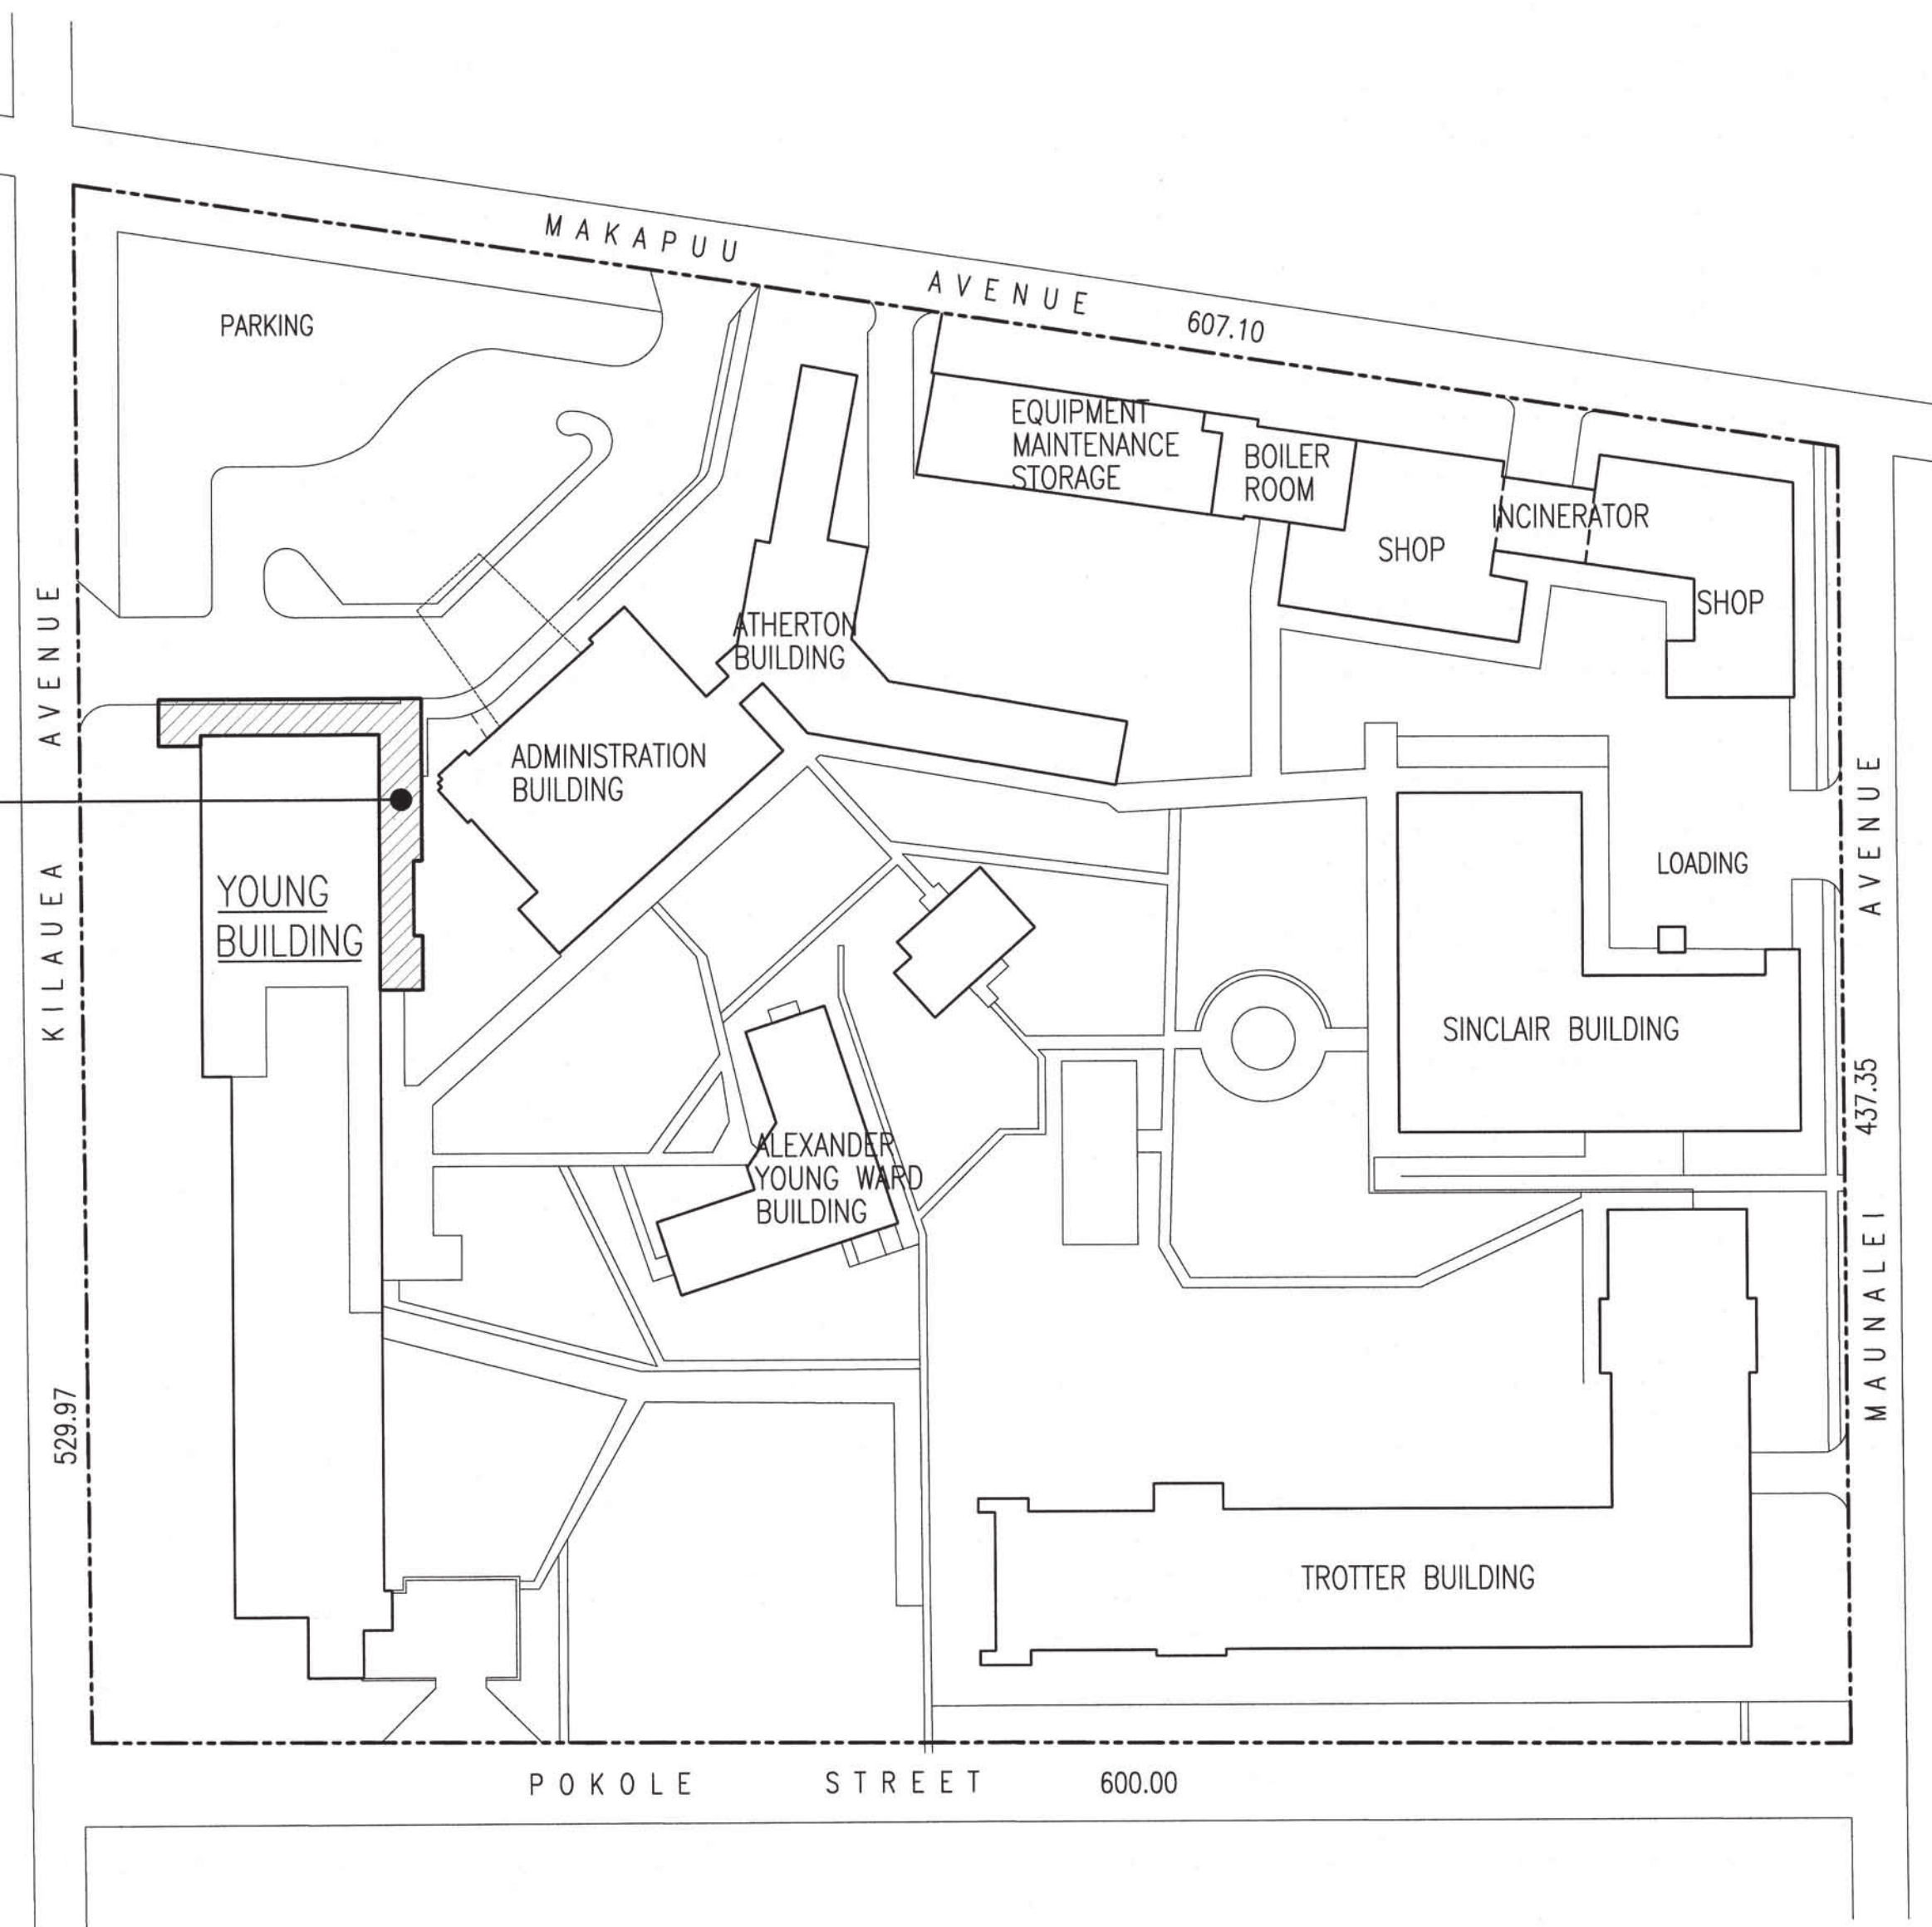 MAKAPUU AVENUE 607.10
PARKING
EQUIPMENT
MAINTENANCE
STORAGE
BOILER
ROOM
SHOP
INCINERATOR
SHOP
ATHERTON
BUILDING
ADMINISTRATION
BUILDING
YOUNG
BUILDING
LOADING
SINCLAIR BUILDING
ALEXANDER
YOUNG WARD
BUILDING
TROTTER BUILDING
529.97 KILAUEA AVENUE
MAUNALEI 437.35 AVENUE
POKOLE STREET 600.00